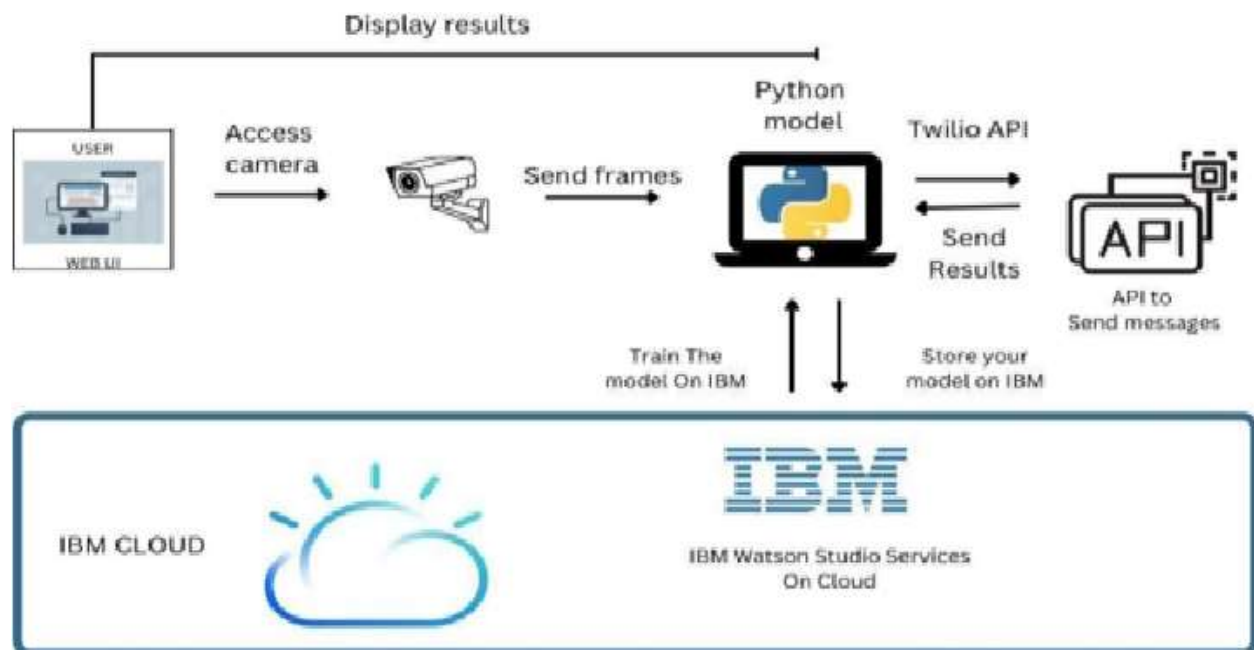 Display results
Python
model
Twilio API
Access
camera
USER
WEB UI
Send frames
Send
Results
API
API to
Send messages
Train The
model On IBM
Store your
model on IBM
IBM
IBM CLOUD
IBM Watson Studio Services
On Cloud